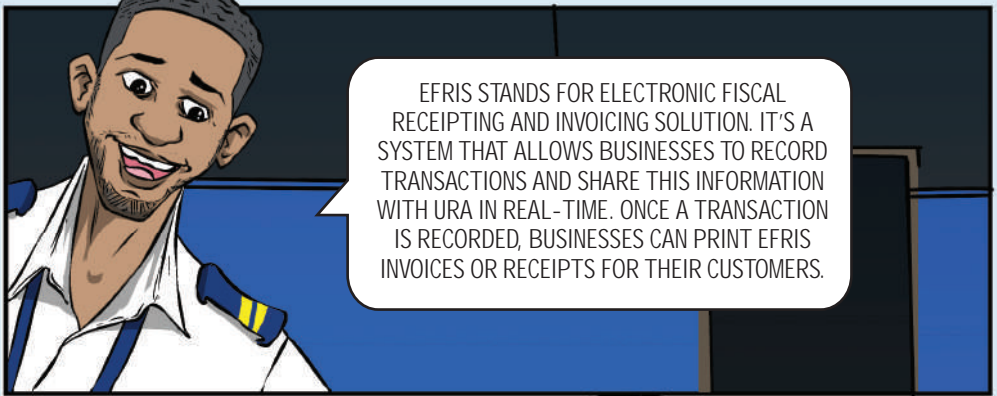 EFRIS STANDS FOR ELECTRONIC FISCAL
RECEIPTING AND INVOICING SOLUTION. IT'S A
SYSTEM THAT ALLOWS BUSINESSES TO RECORD
TRANSACTIONS AND SHARE THIS INFORMATION
WITH URA IN REAL-TIME. ONCE A TRANSACTION
IS RECORDED, BUSINESSES CAN PRINT EFRIS
INVOICES OR RECEIPTS FOR THEIR CUSTOMERS.